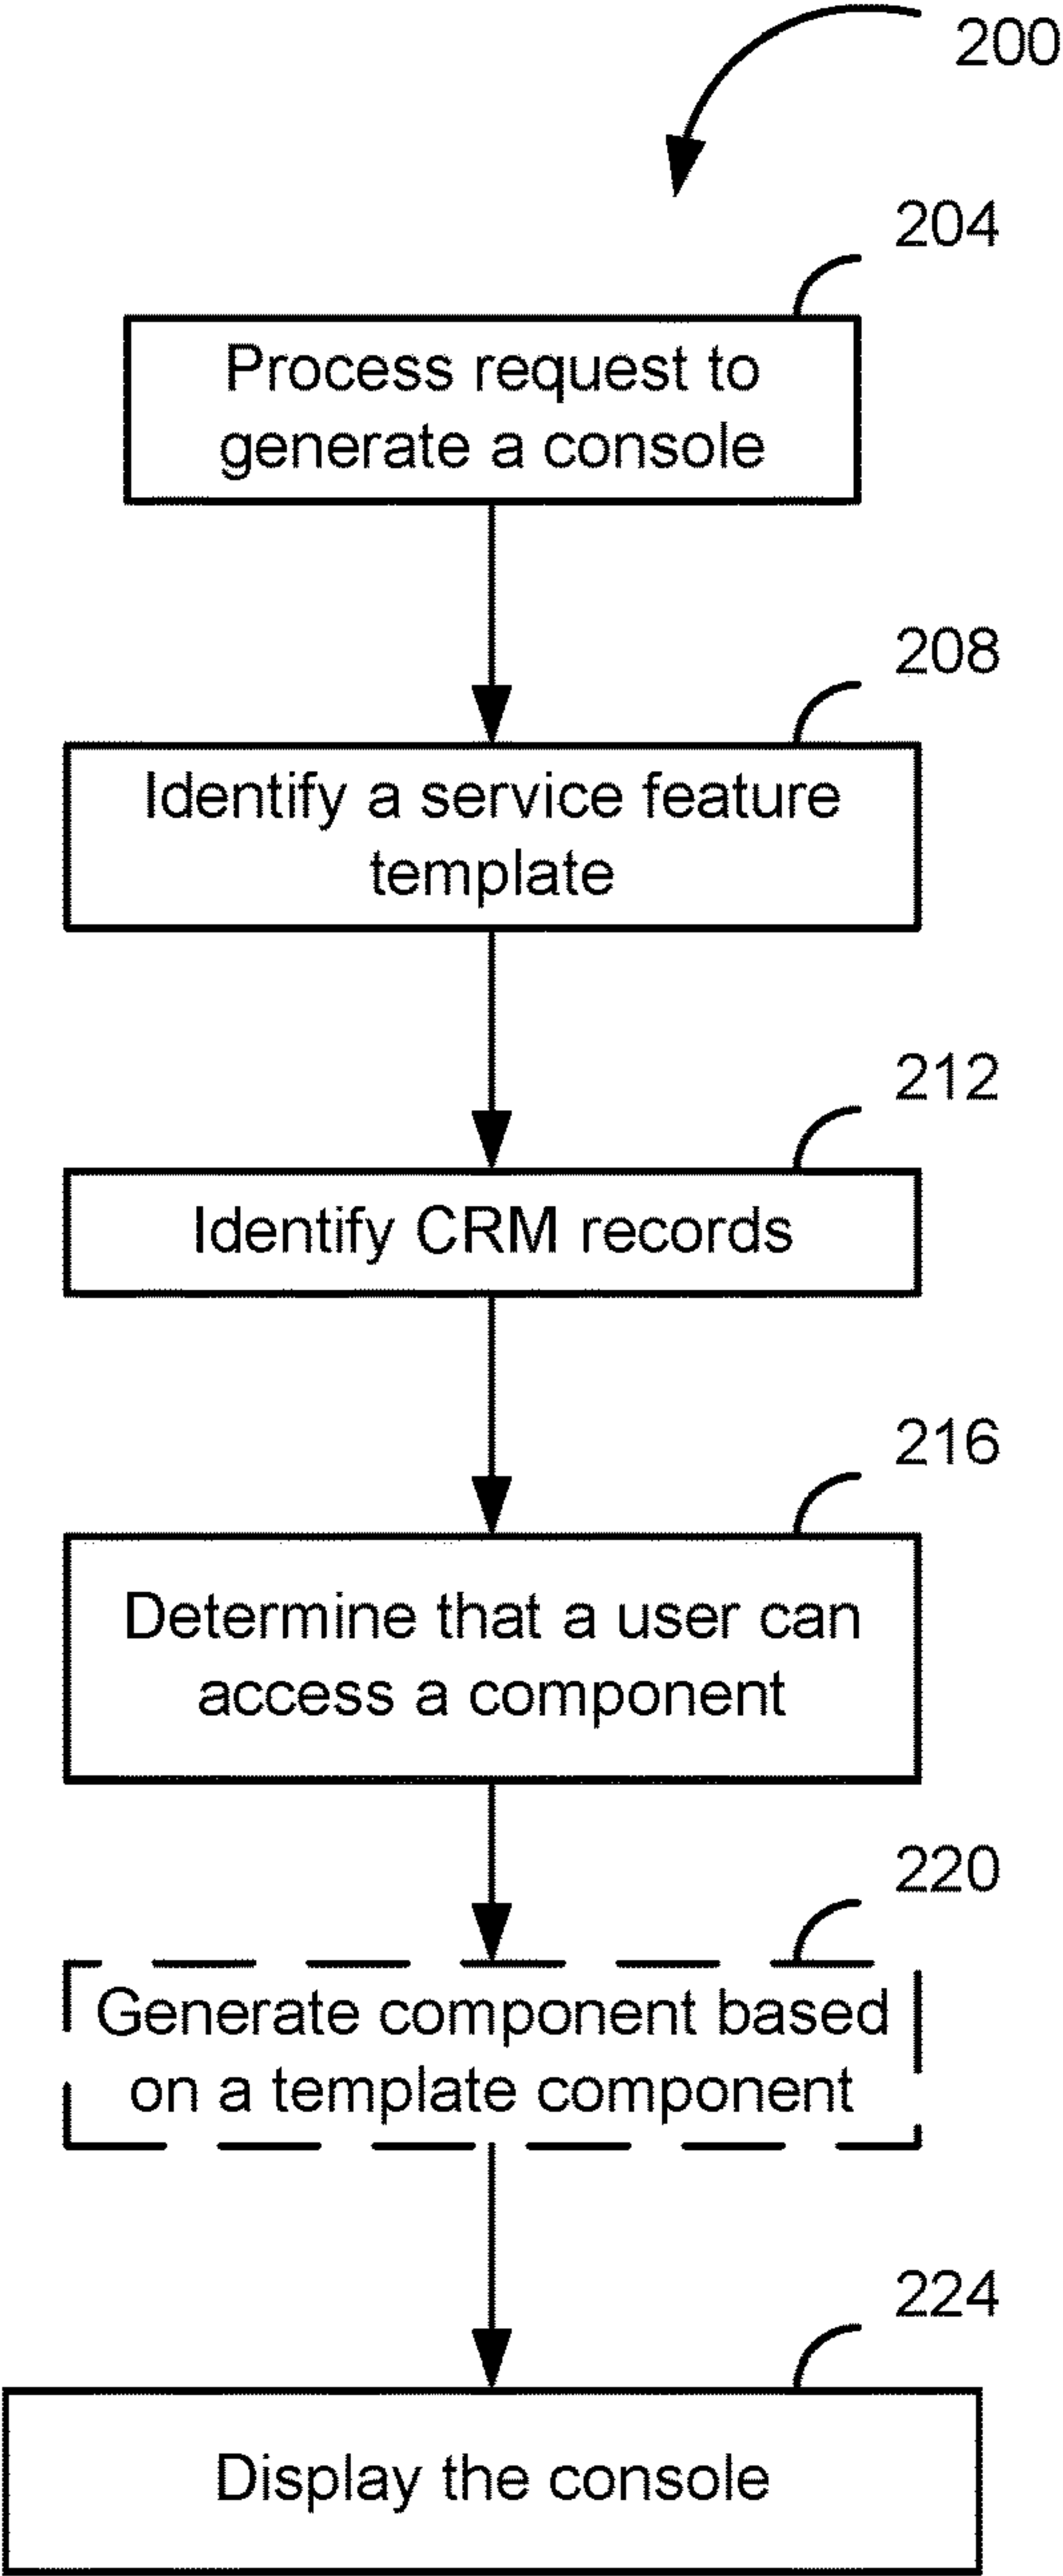 200
204
Process request to
generate a console
208
Identify a service feature
template
212
Identify CRM records
216
Determine that a user can
access a component
220
Generate component based
on a template component
224
Display the console